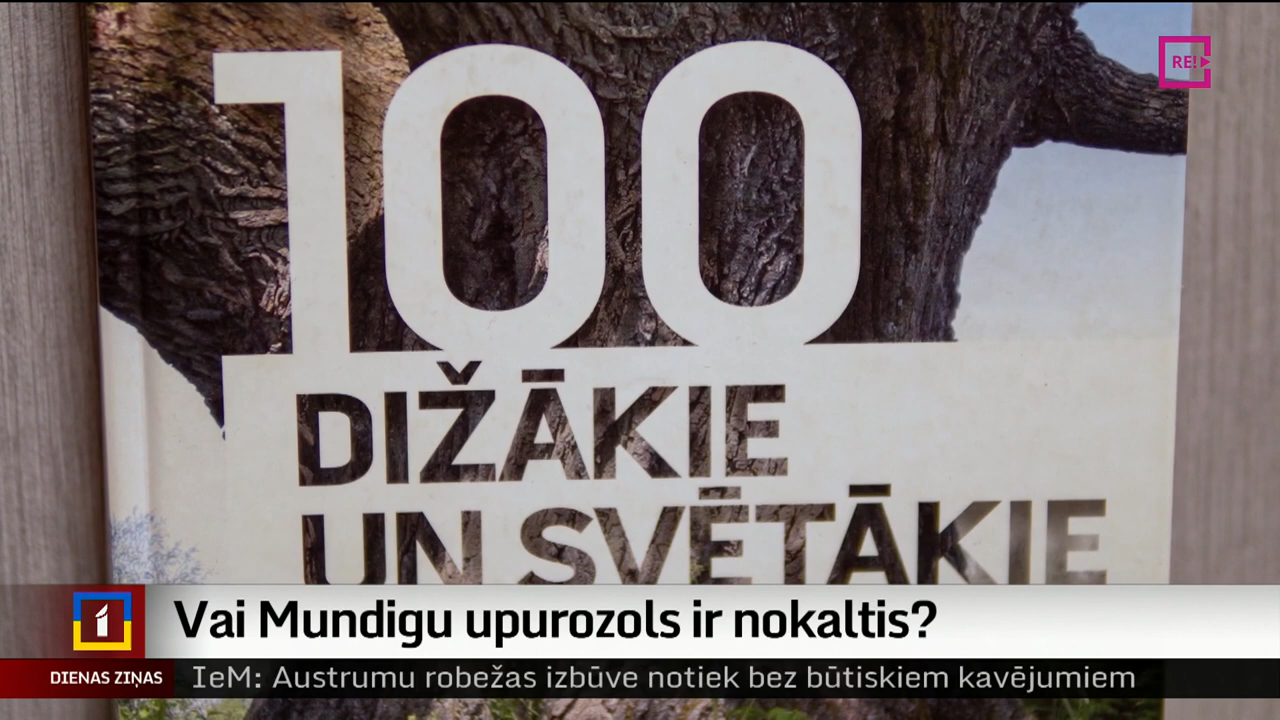 100
RE!
DIŽĀKIE
UN SVĒTĀKIE
1
Vai Mundigu upurozols ir nokaltis?
DIENAS ZIŅAS
IeM: Austrumu robežas izbūve notiek bez būtiskiem kavējumiem